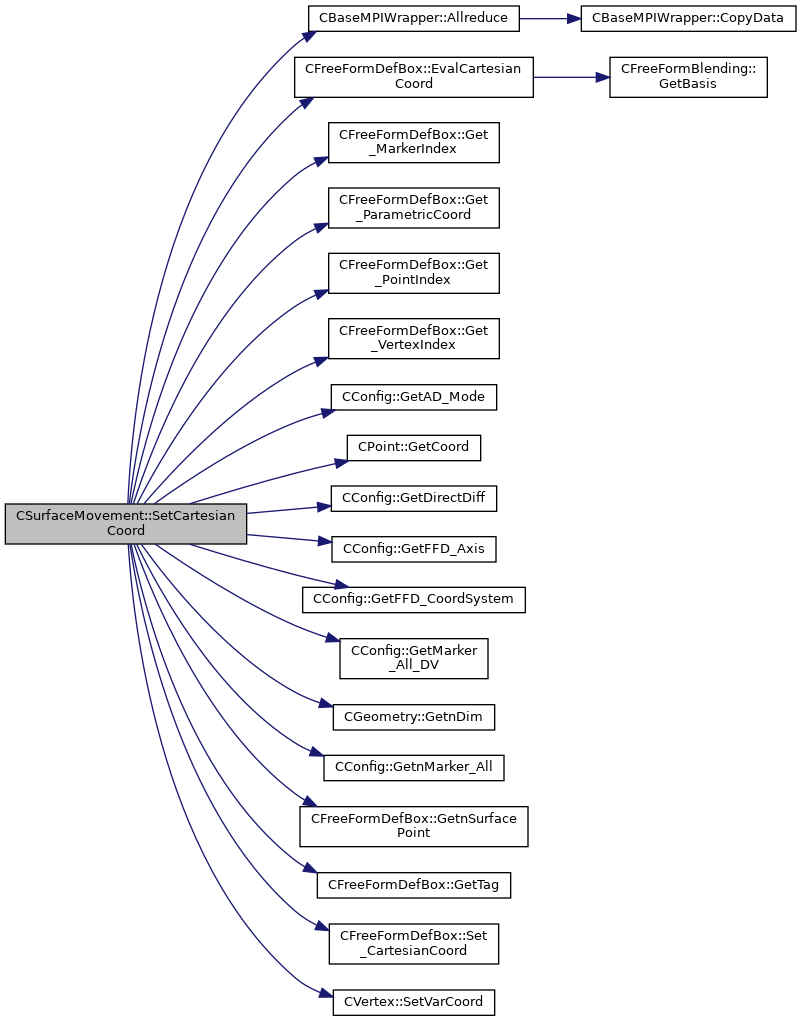 CBaseMPIWrapper::Allreduce
CBaseMPIWrapper::CopyData
CFreeFormDefBox::EvalCartesian
Coord
CFreeFormBlending::
GetBasis
CFreeFormDefBox::Get
_MarkerIndex
CFreeFormDefBox::Get
_ParametricCoord
CFreeFormDefBox::Get
_PointIndex
CFreeFormDefBox::Get
_VertexIndex
CConfig::GetAD_Mode
CPoint::GetCoord
CConfig::GetDirectDiff
CSurfaceMovement::SetCartesian
Coord
CConfig::GetFFD_Axis
CConfig::GetFFD_CoordSystem
CConfig::GetMarker
_All_DV
CGeometry::GetnDim
CConfig::GetnMarker_All
CFreeFormDefBox::GetnSurface
Point
CFreeFormDefBox::GetTag
CFreeFormDefBox::Set
_CartesianCoord
CVertex::SetVarCoord